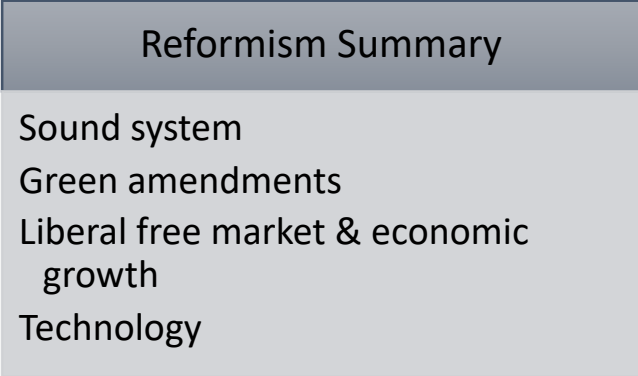 Reformism Summary
Sound system
Green amendments
Liberal free market & economic
growth
Technology